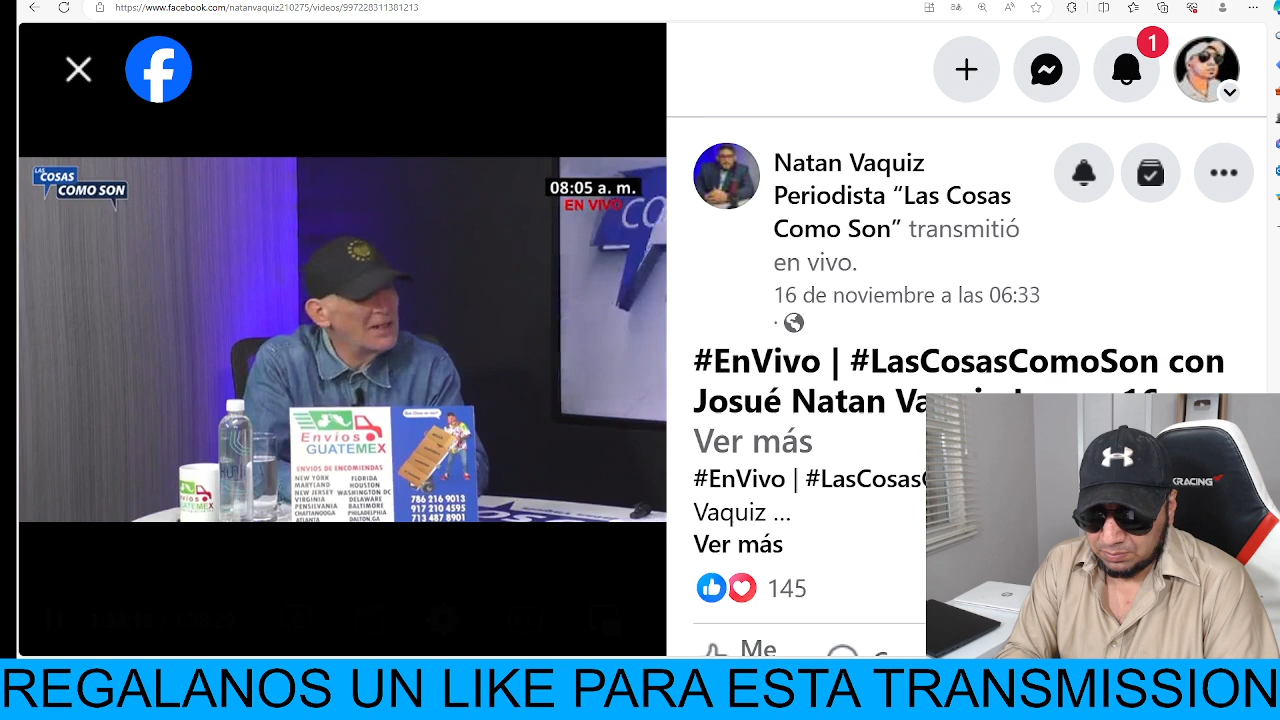 https://www.facebook.com/natanvaquiz210275/videos/997228311381213
1
LAS
COSAS
COMO SON
08:05 a. m.
EN VIVO
Envíos
GUATEMEX
ENVIOS DE ENCOMIENDAS
NEW YORK
MARYLAND
NEW JERSEY
VIRGINIA
PENSILVANIA
CHATTANOOGA
ATLANTA
FLORIDA
HOUSTON
WASHINGTON DC
DELAWARE
BALTIMORE
PHILADELPHIA
DALTON,GA
786 216 9013
917 210 4595
713 487 8901
Envíos
GUATEMEX
Natan Vaquiz
Periodista “Las Cosas
Como Son” transmitió
en vivo.
16 de noviembre a las 06:33
#EnVivo | #LasCosasComoSon con
Josué Natan
Ver más
#EnVivo |
Vaquiz ...
Ver más
145
Me
KRACING
REGALANOS UN LIKE PARA ESTA TRANSMISSION